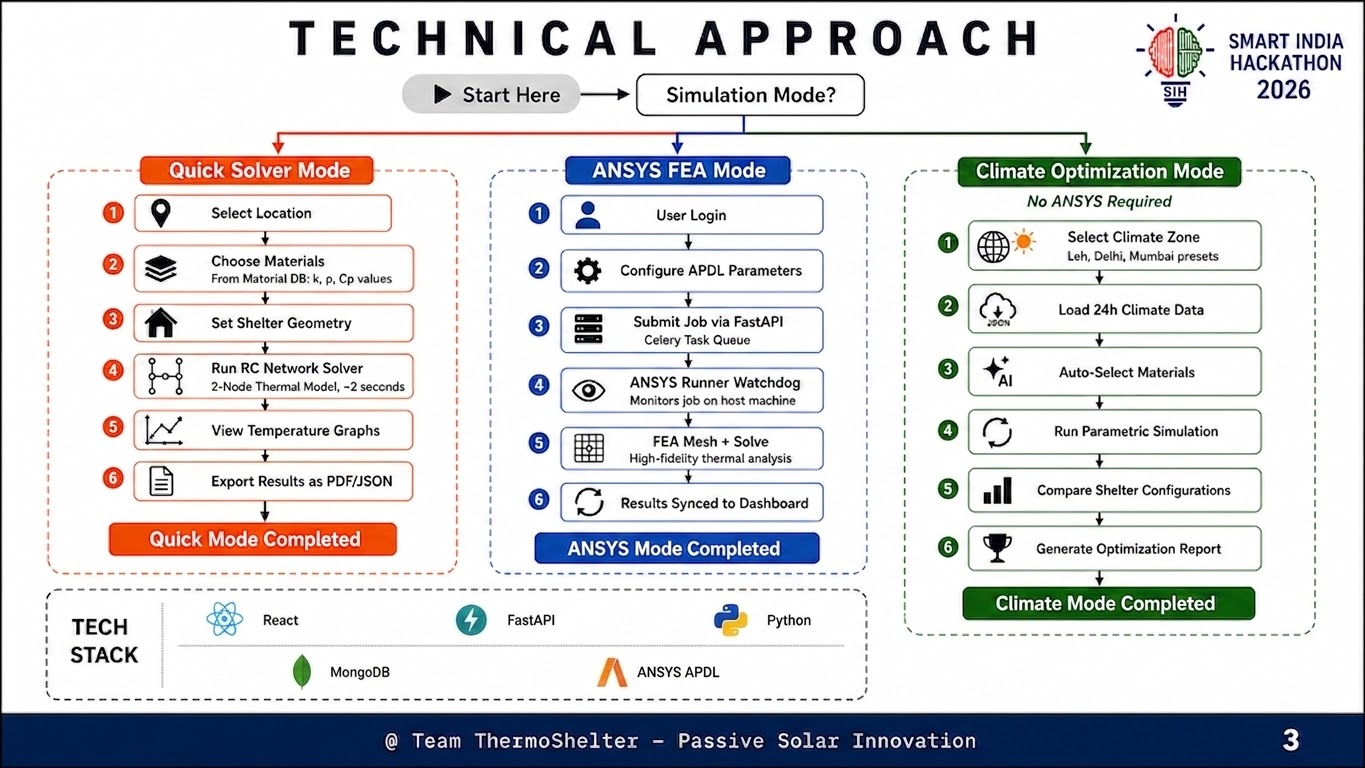 TECHNICAL APPROACH
SMART INDIA
HACKATHON
2026
SIH
Start Here
Simulation Mode?
Quick Solver Mode
1
Select Location
2
Choose Materials
From Material DB: k, ρ, Cp values
3
Set Shelter Geometry
4
Run RC Network Solver
2-Node Thermal Model, ~2 seconds
5
View Temperature Graphs
6
Export Results as PDF/JSON
Quick Mode Completed
ANSYS FEA Mode
1
User Login
2
Configure APDL Parameters
3
Submit Job via FastAPI
Celery Task Queue
4
ANSYS Runner Watchdog
Monitors job on host machine
5
FEA Mesh + Solve
High-fidelity thermal analysis
6
Results Synced to Dashboard
ANSYS Mode Completed
Climate Optimization Mode
No ANSYS Required
1
Select Climate Zone
Leh, Delhi, Mumbai presets
2
JSON
Load 24h Climate Data
3
AI
Auto-Select Materials
4
Run Parametric Simulation
5
Compare Shelter Configurations
6
Generate Optimization Report
Climate Mode Completed
TECH
STACK
React
FastAPI
Python
MongoDB
ANSYS APDL
@ Team ThermoShelter – Passive Solar Innovation
3